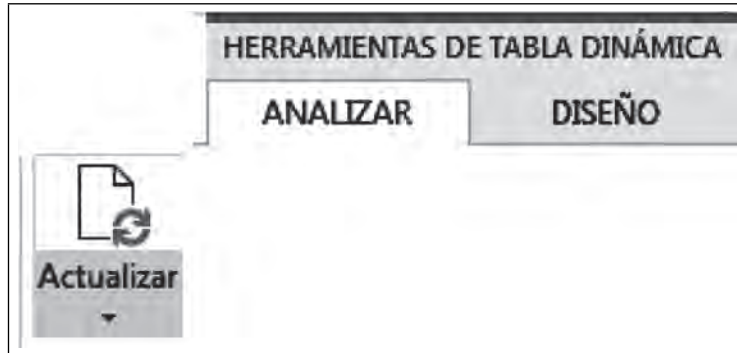 HERRAMIENTAS DE TABLA DINÁMICA
ANALIZAR DISEÑO
Actualizar